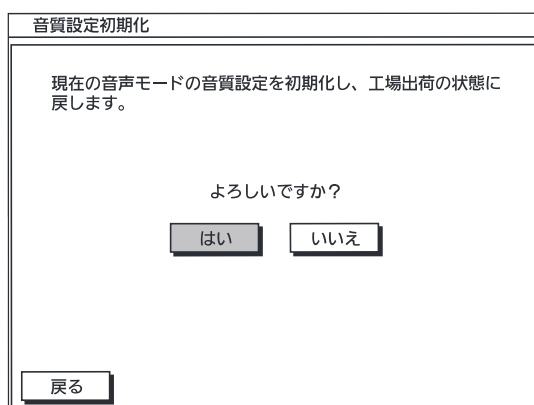 音質設定初期化
現在の音声モードの音質設定を初期化し、工場出荷の状態に
戻します。
よろしいですか？
はい
いいえ
戻る